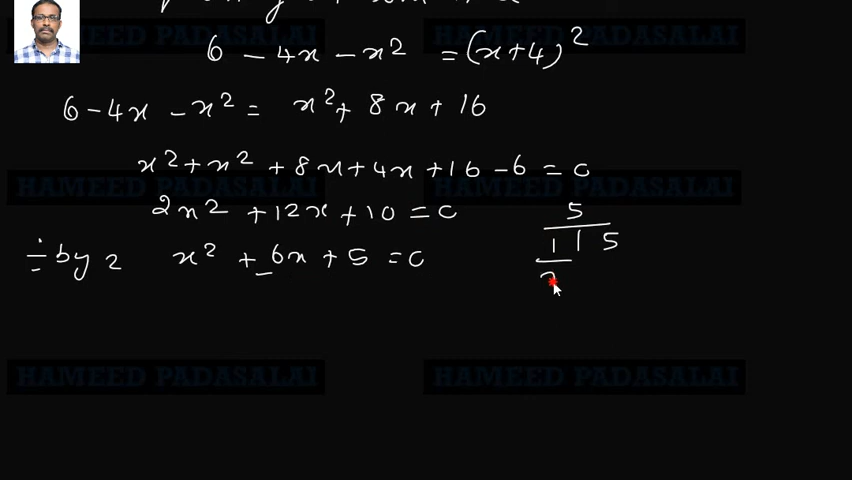 6 - 4x - x² = (x+4)²
6 - 4x - x² = x² + 8x + 16
x² + x² + 8x + 4x + 16 - 6 = 0
2x² + 12x + 10 = 0
5
1 | 5
÷ by 2 x² + 6x + 5 = 0
HAMEED PADASALAI HAMEED PADASALAI
HAMEED PADASALAI HAMEED PADASALAI
HAMEED PADASALAI HAMEED PADASALAI